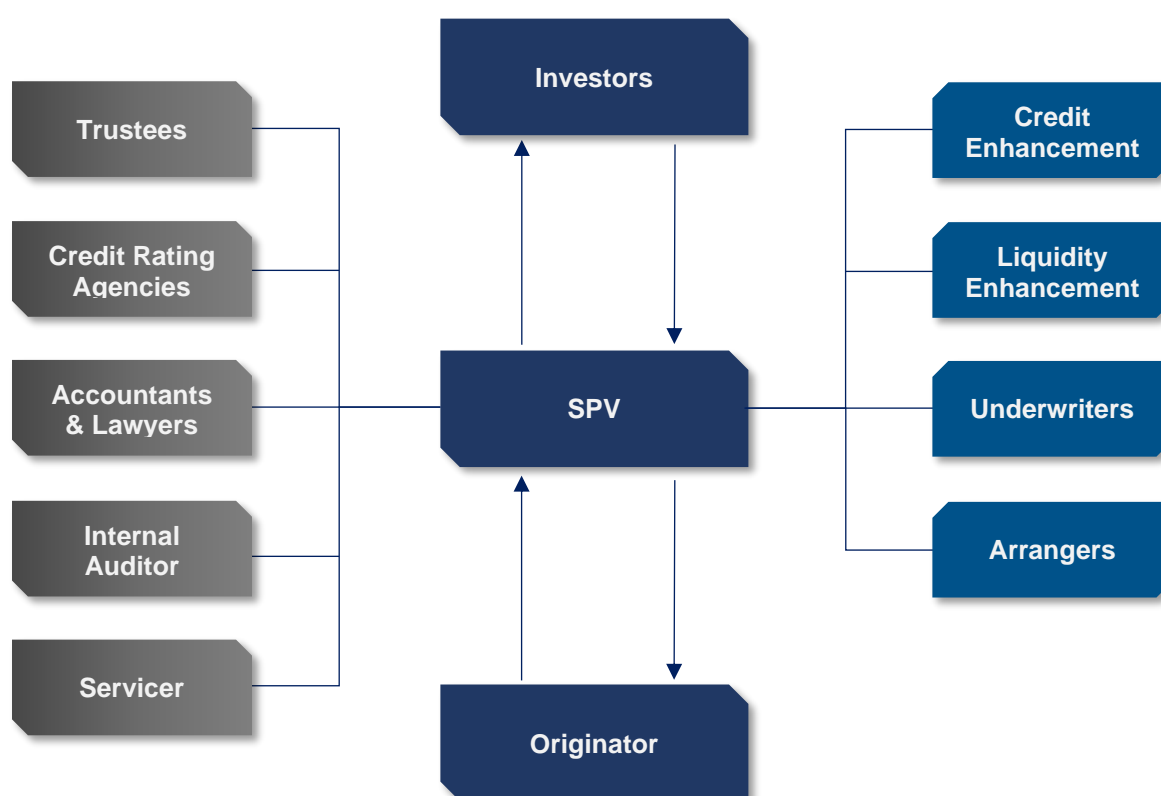 Investors
Trustees
Credit
Enhancement
Credit Rating
Agencies
Liquidity
Enhancement
Accountants
& Lawyers
SPV
Underwriters
Internal
Auditor
Arrangers
Servicer
Originator